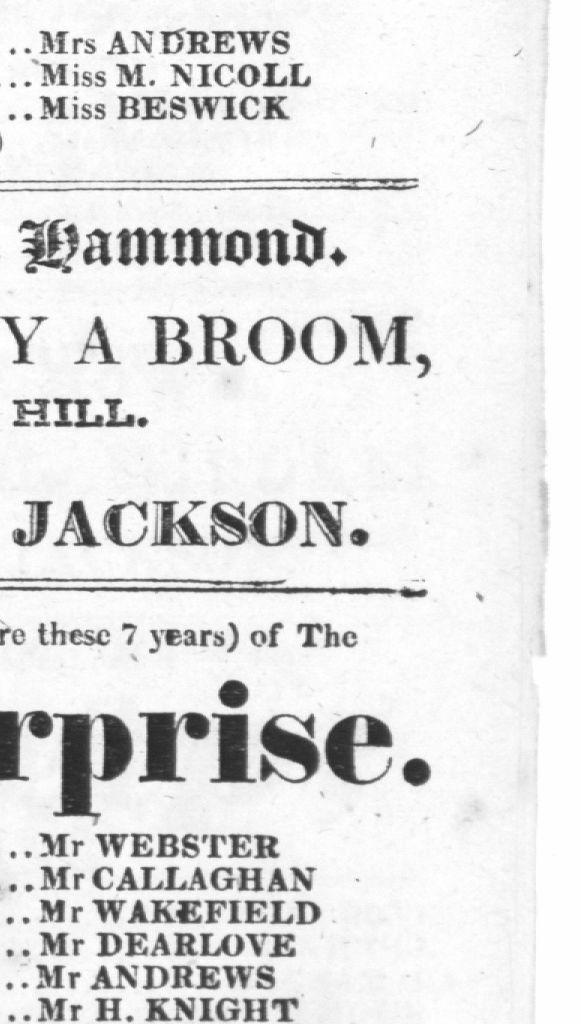 ..Mrs ANDREWS
..Miss M. NICOLL
..Miss BESWICK
)
Hammond.
Y A BROOM,
HILL.
JACKSON.
re these 7 years) of The
rprise.
..Mr WEBSTER
..Mr CALLAGHAN
..Mr WAKEFIELD
..Mr DEARLOVE
..Mr ANDREWS
..Mr H. KNIGHT